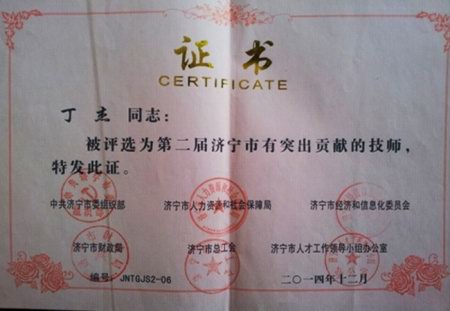 证书
CERTIFICATE
丁杰 同志：
被评选为第二届济宁市有突出贡献的技师，
特发此证。
中共济宁市委组织部 济宁市人力资源和社会保障局 济宁市经济和信息化委员会
济宁市财政局 济宁市总工会 济宁市人才工作领导小组办公室
编号：JNTGJS2-06 二〇一四年十二月